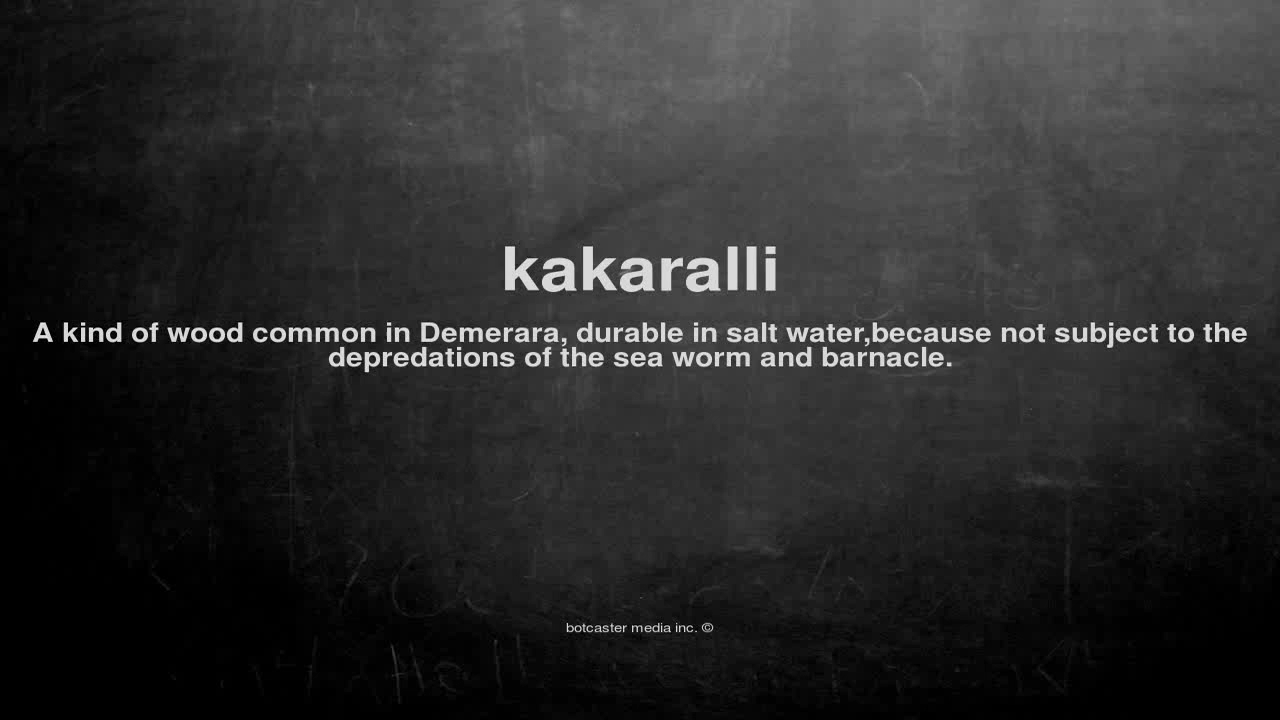 kakaralli
A kind of wood common in Demerara, durable in salt water,because not subject to the
depredations of the sea worm and barnacle.
botcaster media inc. ©